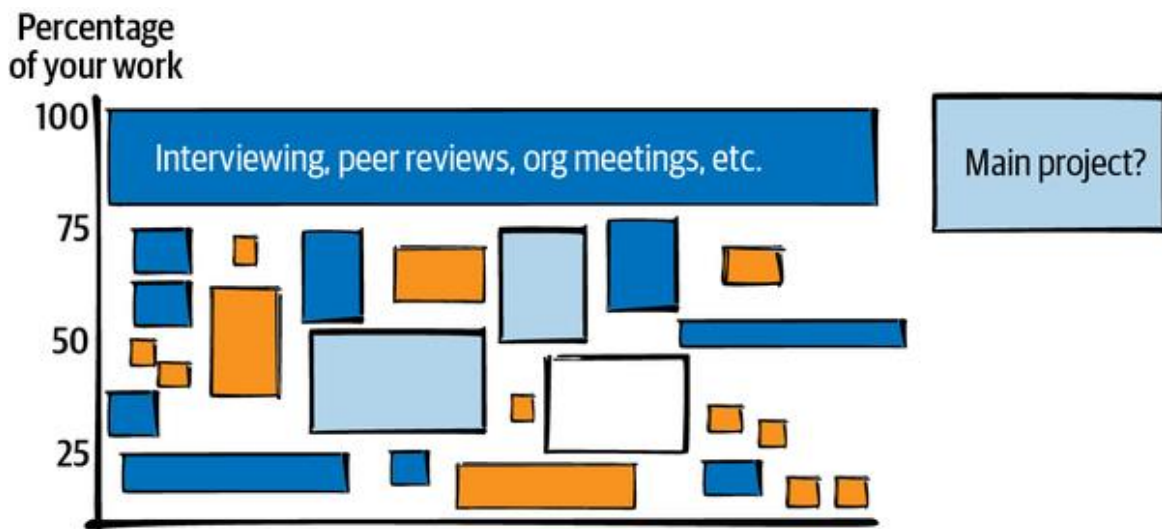 Percentage
of your work
100
Interviewing, peer reviews, org meetings, etc.
Main project?
75
50
25